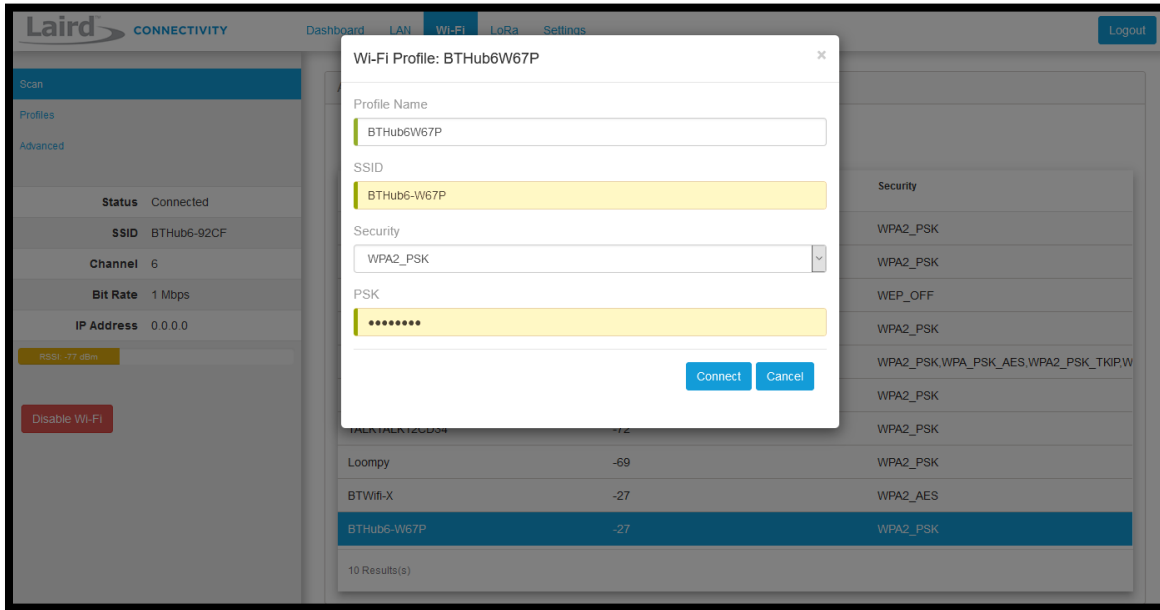 Laird CONNECTIVITY
Dashboard LAN Wi-Fi LoRa Settings
Logout
Scan
Profiles
Advanced
Status Connected
SSID BTHub6-92CF
Channel 6
Bit Rate 1 Mbps
IP Address 0.0.0.0
RSSI: -77 dBm
Disable Wi-Fi
Wi-Fi Profile: BTHub6W67P ×
Profile Name
BTHub6W67P
SSID
BTHub6-W67P
Security
WPA2_PSK
PSK
••••••••
Connect Cancel
Security
WPA2_PSK
WPA2_PSK
WEP_OFF
WPA2_PSK
WPA2_PSK,WPA_PSK_AES,WPA2_PSK_TKIP,W
WPA2_PSK
TALKTALK12CD34 -72 WPA2_PSK
Loompy -69 WPA2_PSK
BTWifi-X -27 WPA2_AES
BTHub6-W67P -27 WPA2_PSK
10 Results(s)